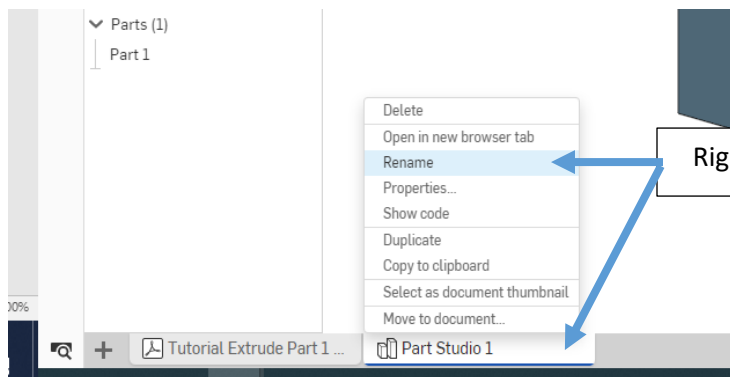 Parts (1)
Part 1
Delete
Open in new browser tab
Rename
Rig
Properties...
Show code
Duplicate
Copy to clipboard
Select as document thumbnail
Move to document...
00%
Tutorial Extrude Part 1 ...
Part Studio 1